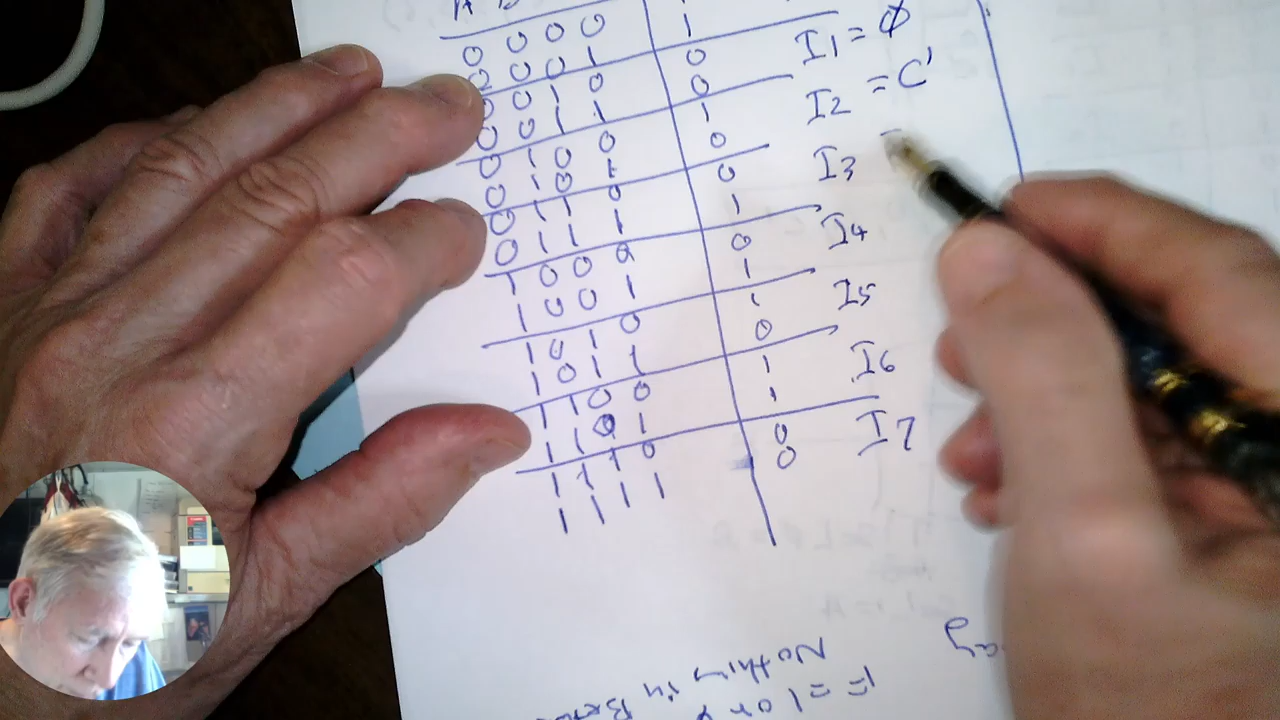 0 0 0 0
0 0 0 1 1
0 0 1 0 0 I1 = 0
0 0 1 1 0
0 1 0 0 1 I2 = C'
0 1 0 1 0
0 1 1 0 0 I3
0 1 1 1 1
1 0 0 0 0 I4
1 0 0 1 1
1 0 1 0 1 I5
1 0 1 1 0
1 1 0 0 1 I6
1 1 0 1 1
1 1 1 0 0 I7
1 1 1 1 0
Nothing in
F = 1 or